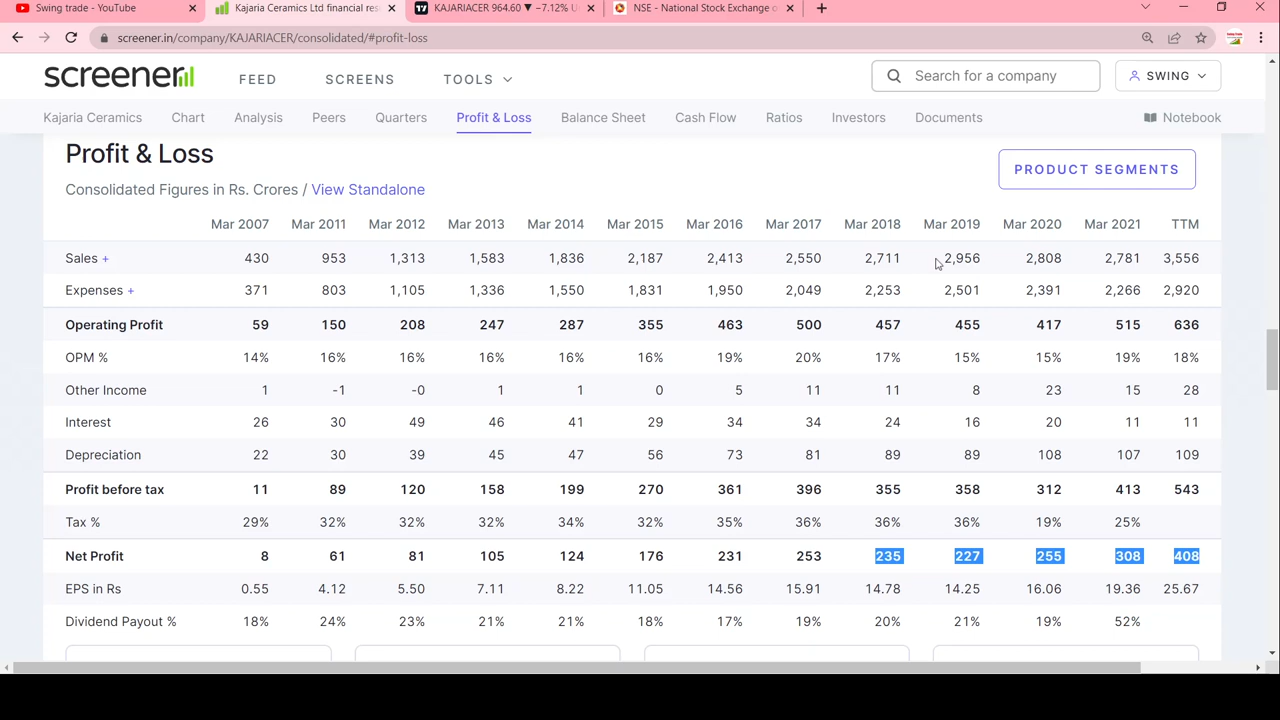 Swing trade - YouTube
Kajaria Ceramics Ltd financial res
KAJARIACER 964.60 ▼ −7.12% U
NSE - National Stock Exchange o
screener.in/company/KAJARIACER/consolidated/#profit-loss
screener
FEED
SCREENS
TOOLS
Search for a company
SWING
Kajaria Ceramics
Chart
Analysis
Peers
Quarters
Profit & Loss
Balance Sheet
Cash Flow
Ratios
Investors
Documents
Notebook
Profit & Loss
PRODUCT SEGMENTS
Consolidated Figures in Rs. Crores / View Standalone
Mar 2007 Mar 2011 Mar 2012 Mar 2013 Mar 2014 Mar 2015 Mar 2016 Mar 2017 Mar 2018 Mar 2019 Mar 2020 Mar 2021 TTM
Sales + 430 953 1,313 1,583 1,836 2,187 2,413 2,550 2,711 2,956 2,808 2,781 3,556
Expenses + 371 803 1,105 1,336 1,550 1,831 1,950 2,049 2,253 2,501 2,391 2,266 2,920
Operating Profit 59 150 208 247 287 355 463 500 457 455 417 515 636
OPM % 14% 16% 16% 16% 16% 16% 19% 20% 17% 15% 15% 19% 18%
Other Income 1 -1 -0 1 1 0 5 11 11 8 23 15 28
Interest 26 30 49 46 41 29 34 34 24 16 20 11 11
Depreciation 22 30 39 45 47 56 73 81 89 89 108 107 109
Profit before tax 11 89 120 158 199 270 361 396 355 358 312 413 543
Tax % 29% 32% 32% 32% 34% 32% 35% 36% 36% 36% 19% 25%
Net Profit 8 61 81 105 124 176 231 253 235 227 255 308 408
EPS in Rs 0.55 4.12 5.50 7.11 8.22 11.05 14.56 15.91 14.78 14.25 16.06 19.36 25.67
Dividend Payout % 18% 24% 23% 21% 21% 18% 17% 19% 20% 21% 19% 52%